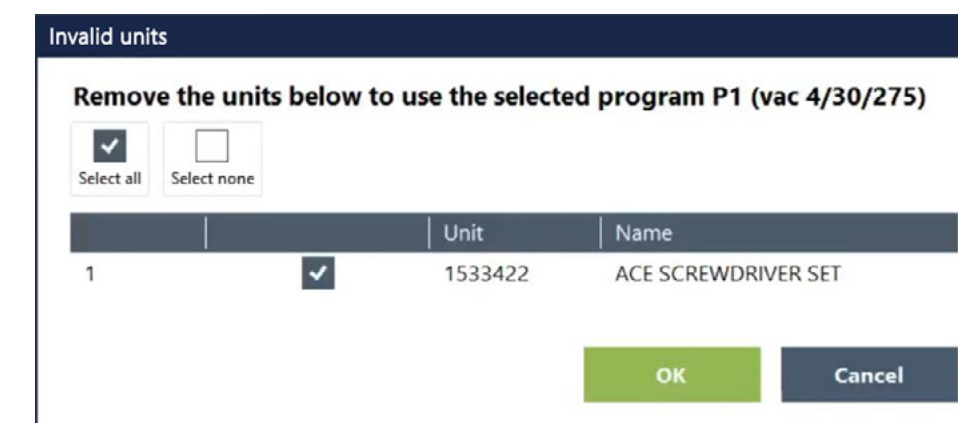 Invalid units
Remove the units below to use the selected program P1 (vac 4/30/275)
Select all Select none
Unit Name
1 1533422 ACE SCREWDRIVER SET
OK Cancel